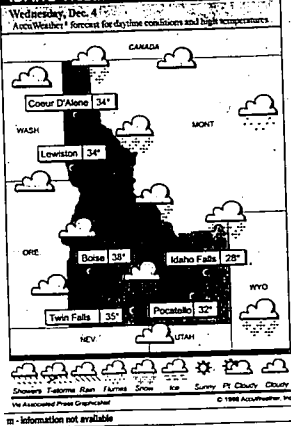 Wednesday, Dec. 4
AccuWeather® forecast for daytime conditions and high temperatures
CANADA
Coeur D'Alene 34°
WASH
MONT
Lewiston 34°
ORE
Boise 38°
Idaho Falls 28°
WYO
Twin Falls 35°
Pocatello 32°
NEV
UTAH
Showers T-storms Rain Flurries Snow Ice Sunny Pt Cloudy Cloudy
Via Associated Press GraphicsNet
© 1996 AccuWeather, Inc
m - information not available